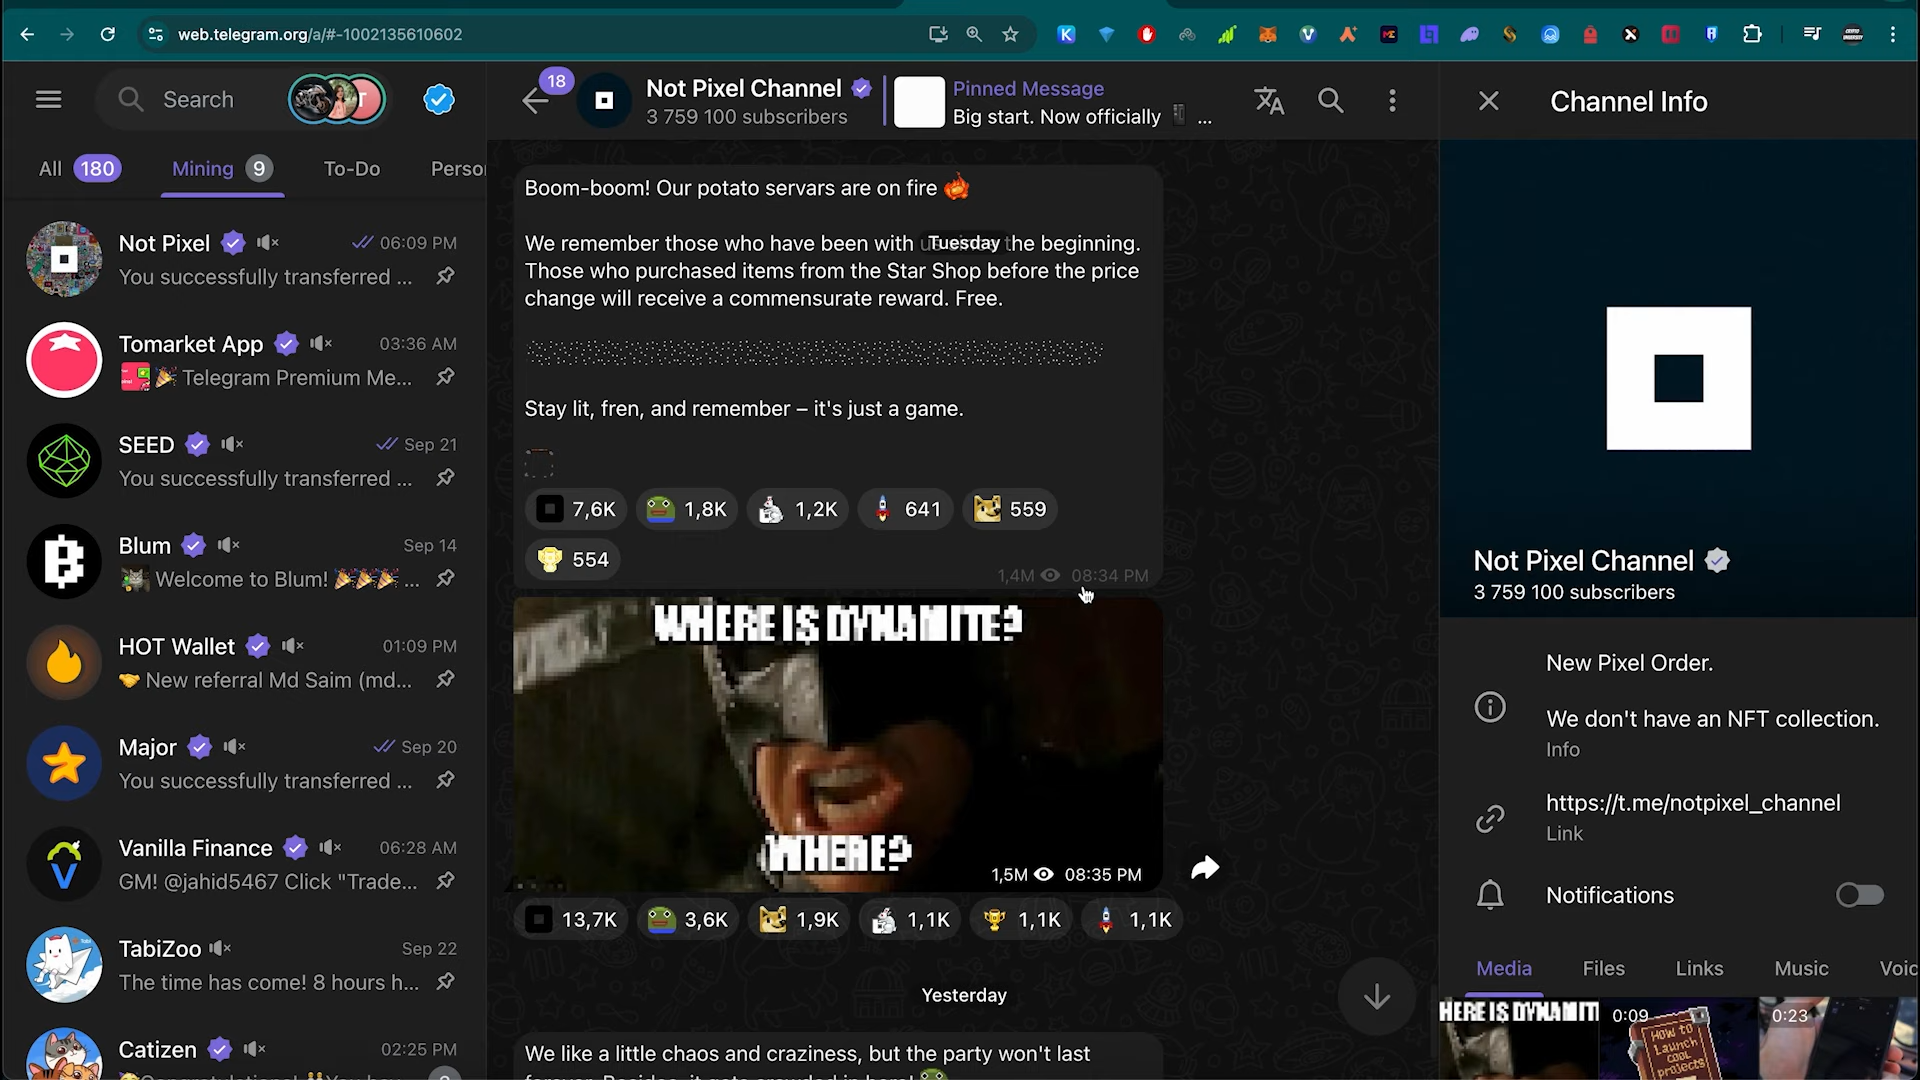 web.telegram.org/a/#-1002135610602
Search
All 180
Mining 9
To-Do
Perso
Not Pixel 06:09 PM
You successfully transferred ...
Tomarket App 03:36 AM
Telegram Premium Me...
SEED Sep 21
You successfully transferred ...
Blum Sep 14
Welcome to Blum! ...
HOT Wallet 01:09 PM
New referral Md Saim (md...
Major Sep 20
You successfully transferred ...
Vanilla Finance 06:28 AM
GM! @jahid5467 Click "Trade...
TabiZoo Sep 22
The time has come! 8 hours h...
Catizen 02:25 PM
18
Not Pixel Channel
3 759 100 subscribers
Pinned Message
Big start. Now officially ...
Boom-boom! Our potato servars are on fire
We remember those who have been with the beginning.
Tuesday
Those who purchased items from the Star Shop before the price
change will receive a commensurate reward. Free.
Stay lit, fren, and remember – it's just a game.
7,6K 1,8K 1,2K 641 559
554
1,4M 08:34 PM
WHERE IS DYNAMITE?
WHERE?
1,5M 08:35 PM
13,7K 3,6K 1,9K 1,1K 1,1K 1,1K
Yesterday
We like a little chaos and craziness, but the party won't last
Channel Info
Not Pixel Channel
3 759 100 subscribers
New Pixel Order.
We don't have an NFT collection.
Info
https://t.me/notpixel_channel
Link
Notifications
Media Files Links Music Voic
HERE IS DYNAMIT
0:09
HOW TO
LAUNCH
COOL
PROJECTS
0:23